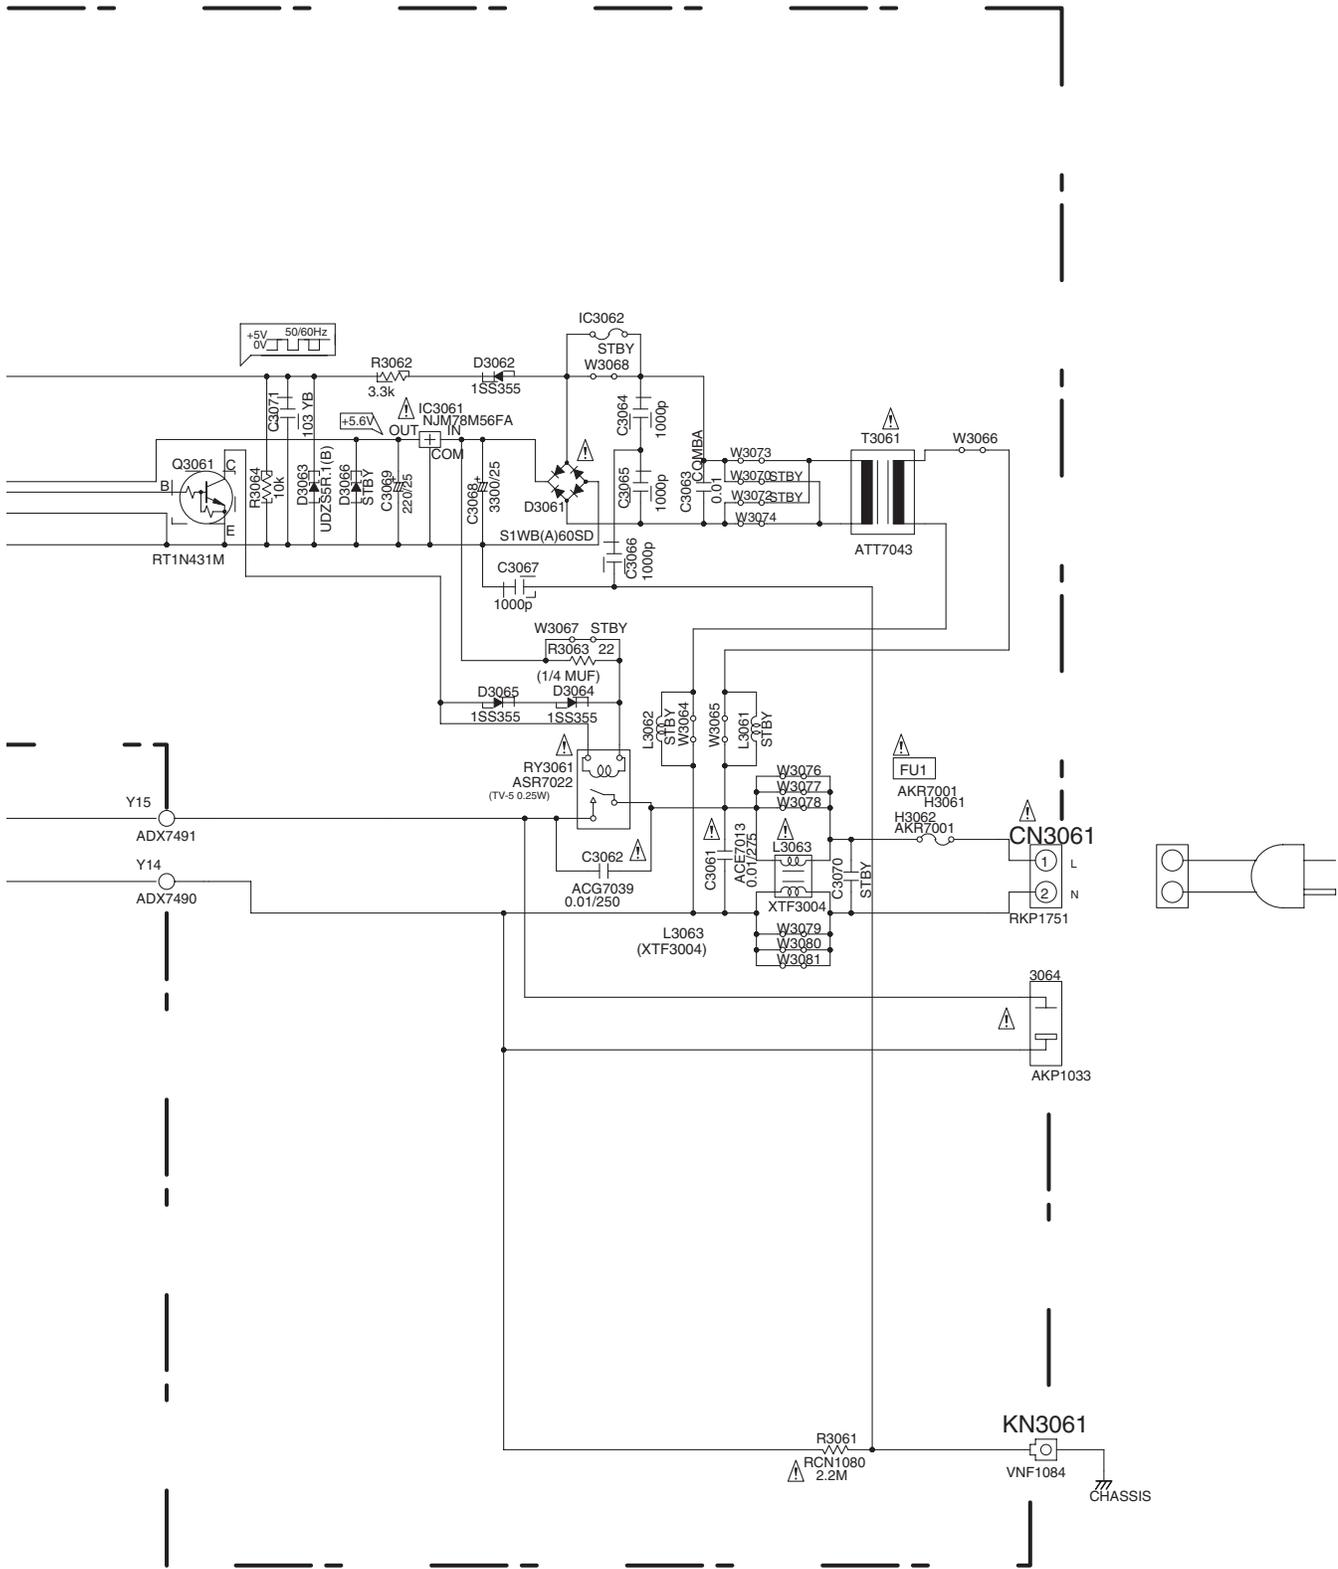 IC3062
+5V
0V
50/60Hz
STBY
R3062
D3062
W3068
3.3k
1SS355
C3071
103 YB
+5.6V
OUT
IC3061
NJM78M56FA
IN
COM
C3064
1000p
T3061
W3066
CQMBA
W3073
W3070
STBY
W3072
STBY
W3074
ATT7043
Q3061
C
B
E
RT1N431M
R3064
10k
D3063
UDZS5R.1(B)
D3066
STBY
C3069
220/25
C3068
3300/25
D3061
S1WB(A)60SD
C3065
1000p
C3063
0.01
C3066
1000p
C3067
1000p
W3067
STBY
R3063
22
(1/4 MUF)
D3065
D3064
1SS355
1SS355
L3062
STBY
W3064
W3065
L3061
STBY
RY3061
ASR7022
(TV-5 0.25W)
W3076
W3077
W3078
FU1
AKR7001
H3061
H3062
AKR7001
CN3061
Y15
ADX7491
Y14
ADX7490
C3062
ACG7039
0.01/250
C3061
ACE7013
0.01/275
L3063
XTF3004
C3070
STBY
1
L
2
N
RKP1751
L3063
(XTF3004)
W3079
W3080
W3081
3064
AKP1033
R3061
RCN1080
2.2M
KN3061
VNF1084
CHASSIS